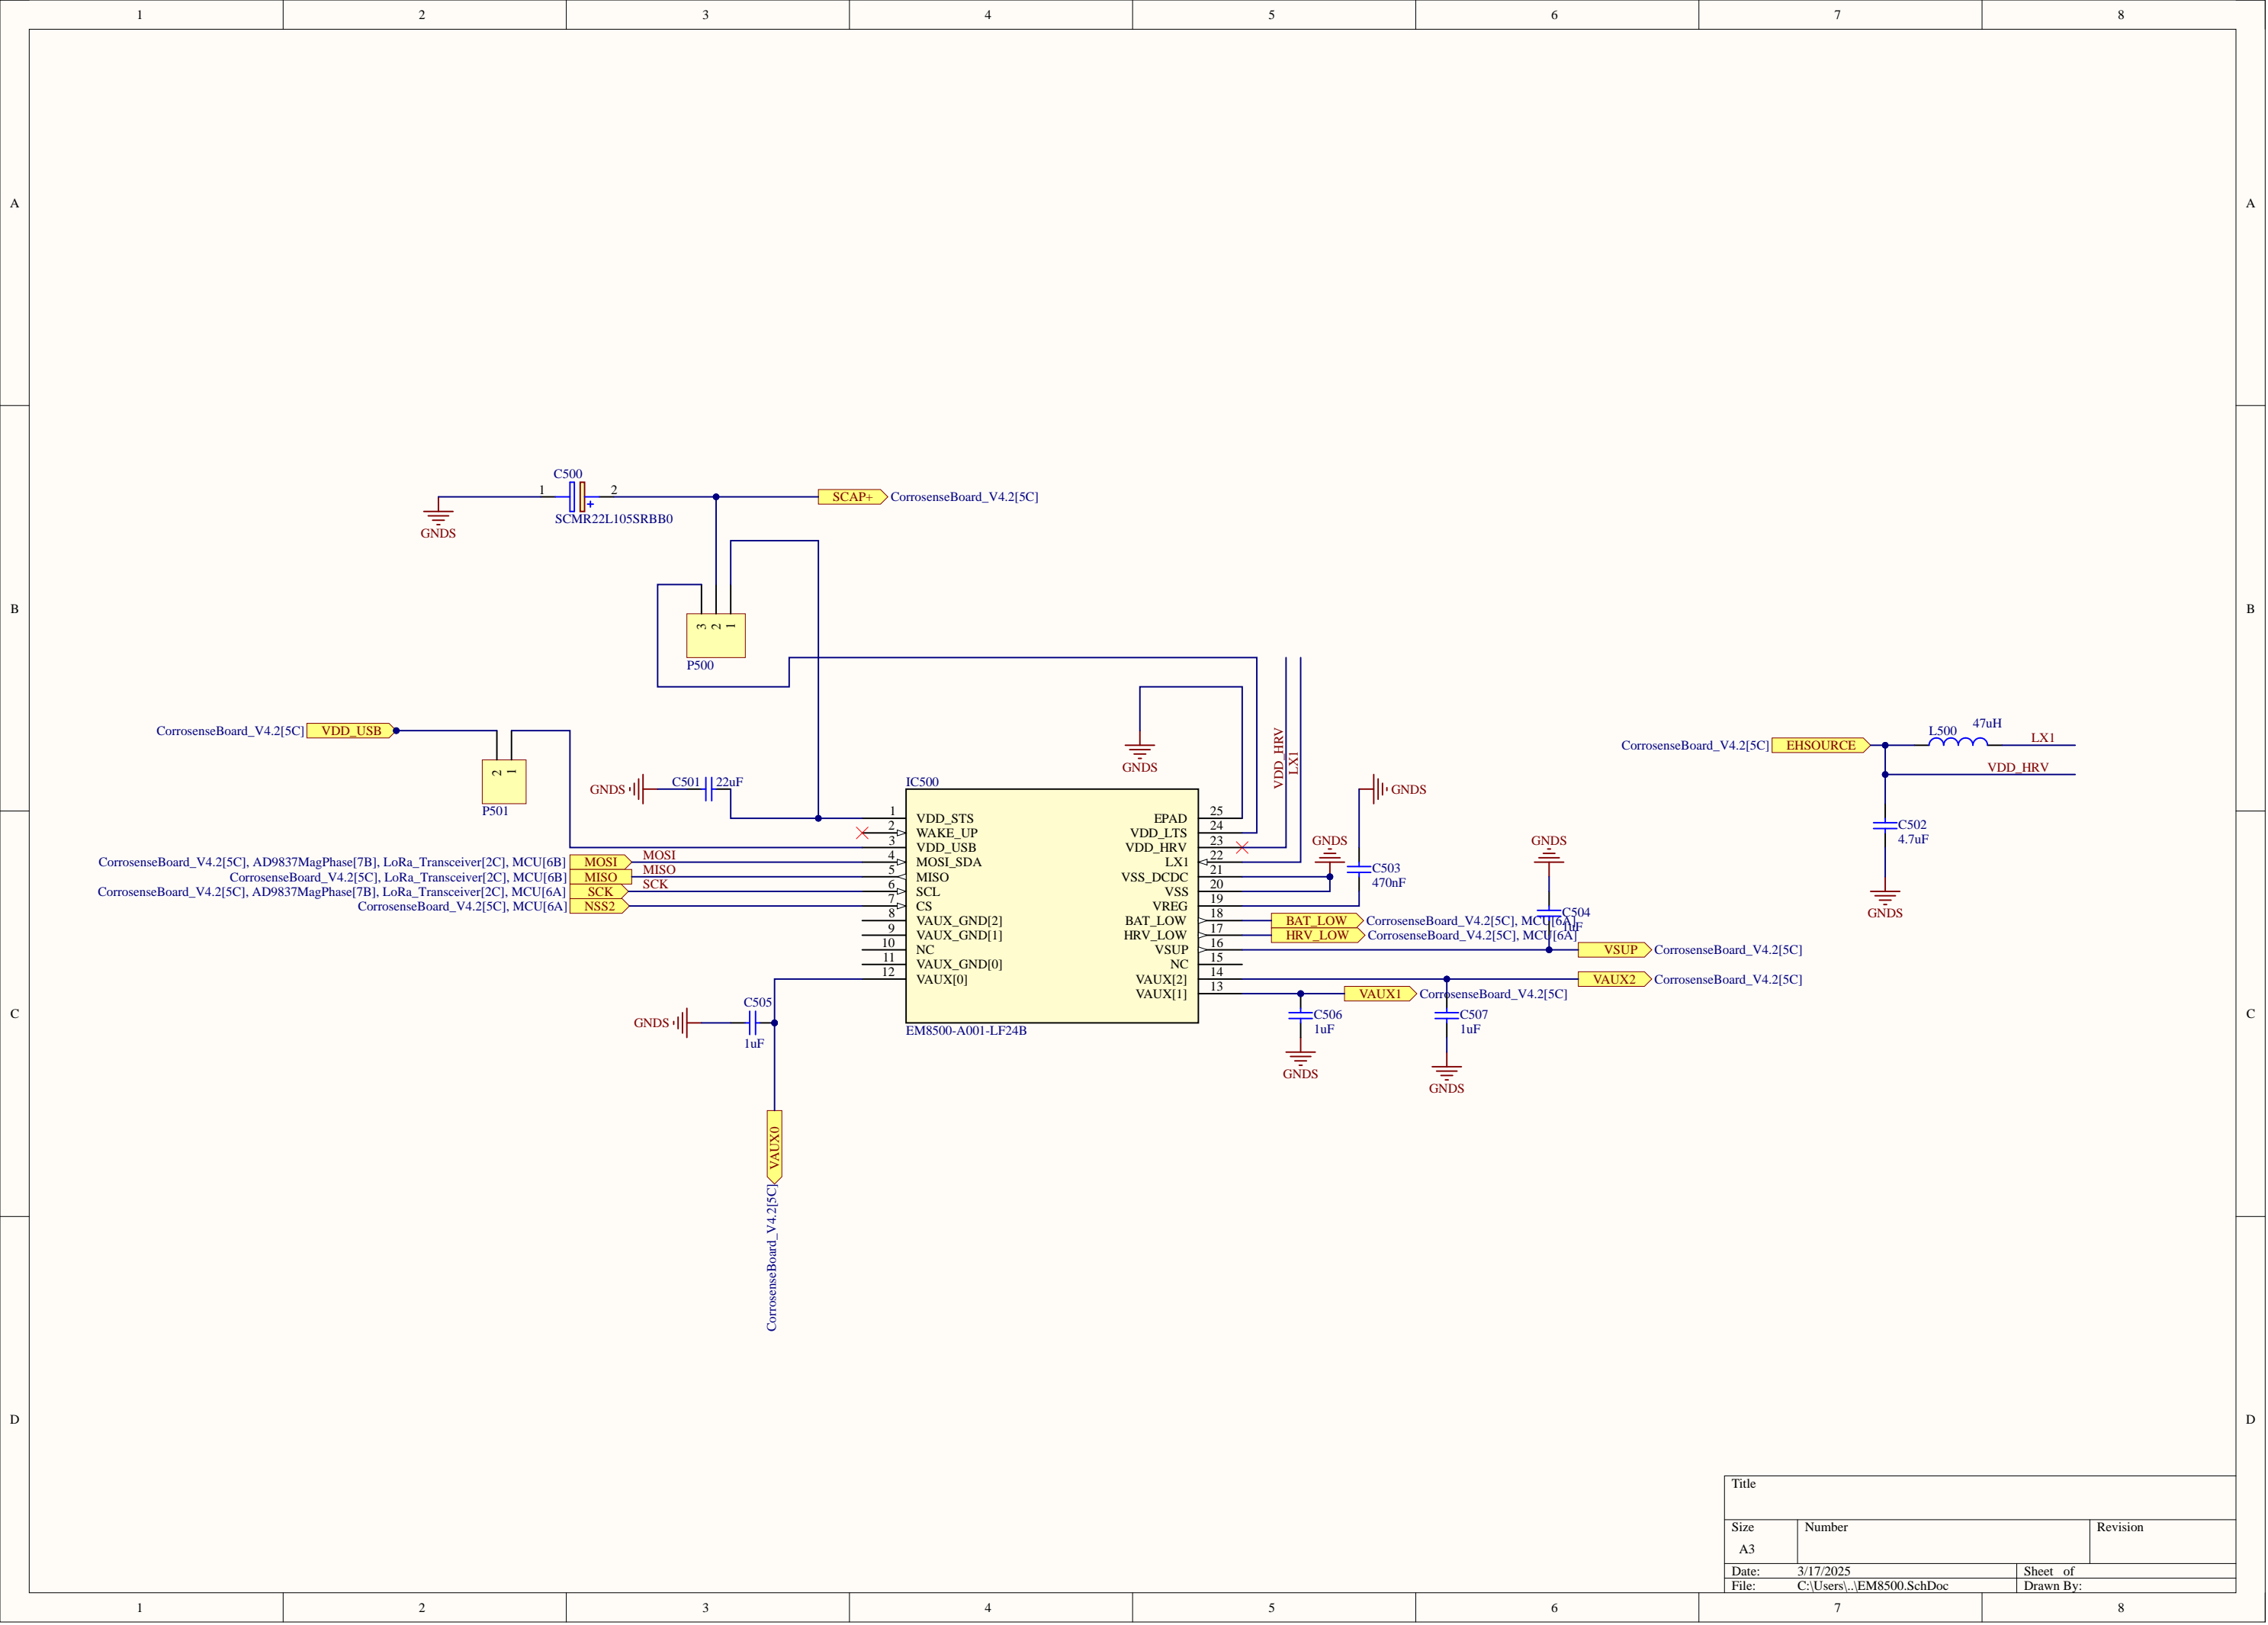 1 2 3 4 5 6 7 8
A A
C500
1 2
SCAP+ CorrosenseBoard_V4.2[5C]
SCMR22L105SRBB0
GNDS
B B
3 2 1
P500
CorrosenseBoard_V4.2[5C] VDD_USB
2 1
P501
GNDS
VDD_HRV
LX1
47uH
L500
CorrosenseBoard_V4.2[5C] EHSOURCE
LX1
VDD_HRV
C502
4.7uF
GNDS
GNDS C501 22uF
IC500
GNDS
1 VDD_STS EPAD 25
2 WAKE_UP VDD_LTS 24
3 VDD_USB VDD_HRV 23
CorrosenseBoard_V4.2[5C], AD9837MagPhase[7B], LoRa_Transceiver[2C], MCU[6B] MOSI MOSI 4 MOSI_SDA LX1 22
CorrosenseBoard_V4.2[5C], LoRa_Transceiver[2C], MCU[6B] MISO MISO 5 MISO VSS_DCDC 21
CorrosenseBoard_V4.2[5C], AD9837MagPhase[7B], LoRa_Transceiver[2C], MCU[6A] SCK SCK 6 SCL VSS 20
CorrosenseBoard_V4.2[5C], MCU[6A] NSS2 7 CS VREG 19
8 VAUX_GND[2] BAT_LOW 18 BAT_LOW CorrosenseBoard_V4.2[5C], MCU[6A]
9 VAUX_GND[1] HRV_LOW 17 HRV_LOW CorrosenseBoard_V4.2[5C], MCU[6A]
10 NC VSUP 16 VSUP CorrosenseBoard_V4.2[5C]
11 VAUX_GND[0] NC 15
12 VAUX[0] VAUX[2] 14 VAUX2 CorrosenseBoard_V4.2[5C]
VAUX[1] 13 VAUX1 CorrosenseBoard_V4.2[5C]
EM8500-A001-LF24B
GNDS
C503
470nF
GNDS
C504
1uF
C C
C505
GNDS
1uF
C506
1uF
GNDS
C507
1uF
GNDS
VAUX0
CorrosenseBoard_V4.2[5C]
D D
Title
Size Number Revision
A3
Date: 3/17/2025 Sheet of
File: C:\Users\..\EM8500.SchDoc Drawn By:
1 2 3 4 5 6 7 8